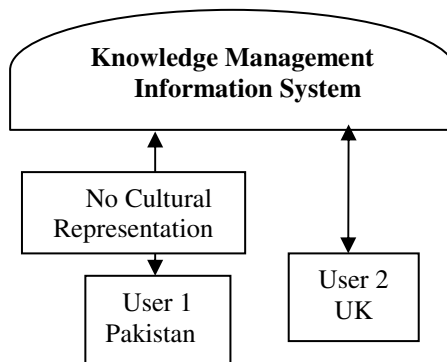 Knowledge Management
Information System
No Cultural
Representation
User 1
Pakistan
User 2
UK